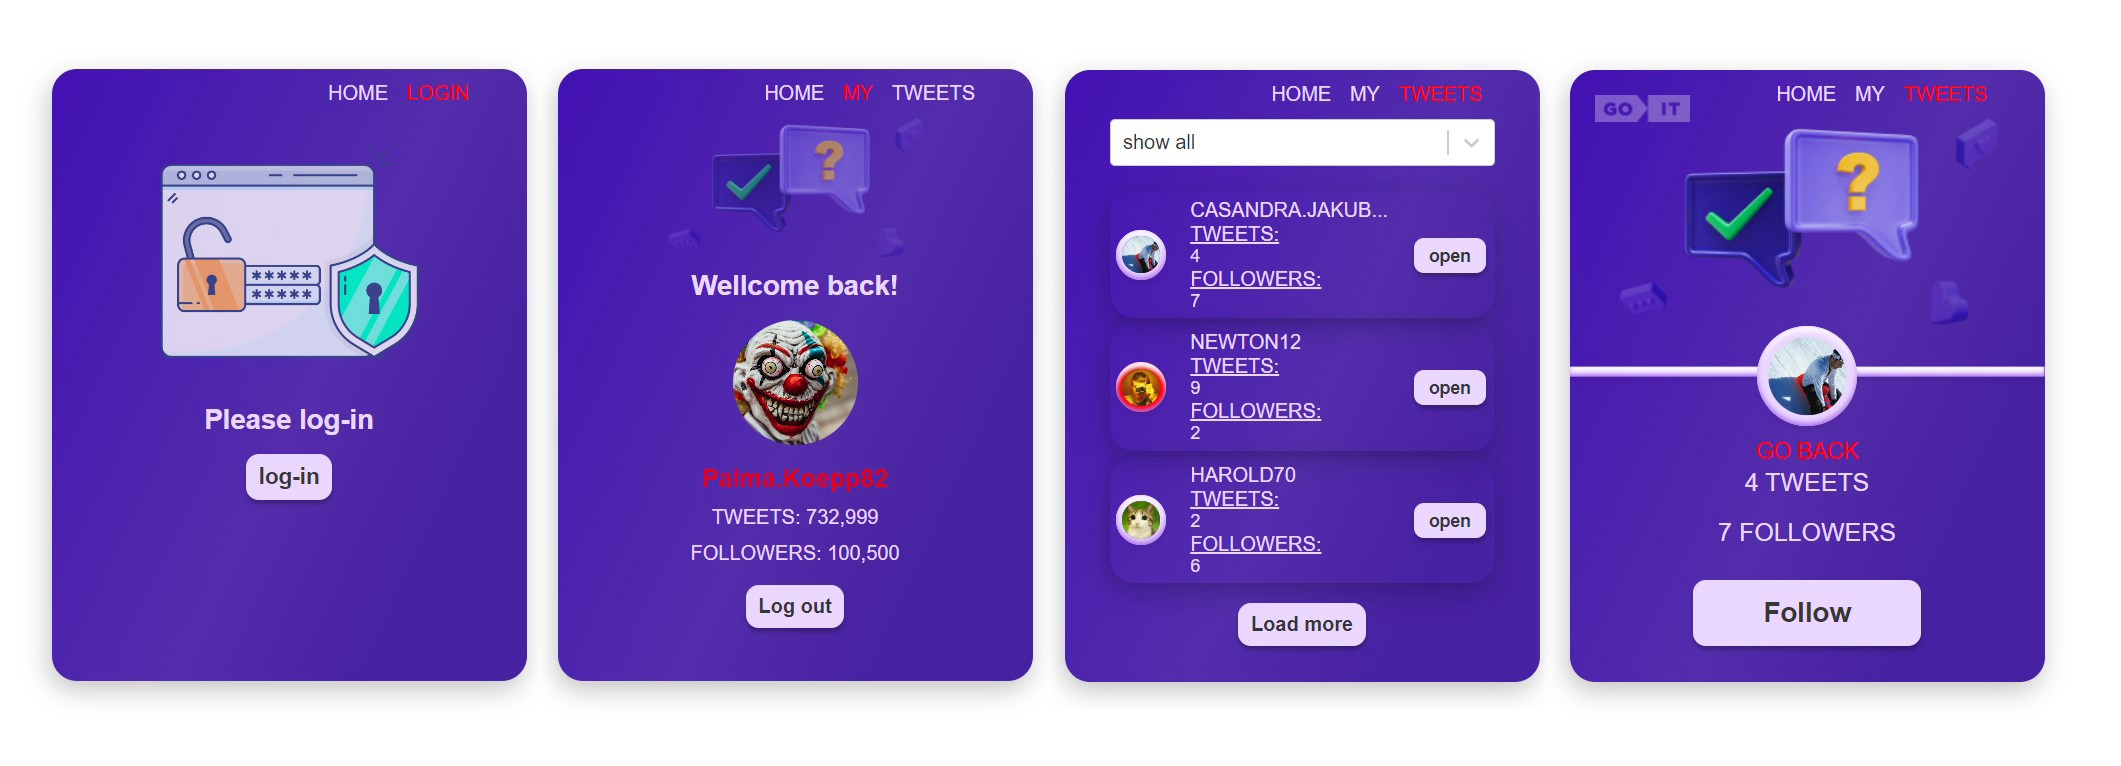 HOME LOGIN
***** 
*****
Please log-in
log-in
HOME MY TWEETS
?
Wellcome back!
Palma.Koepp82
TWEETS: 732,999
FOLLOWERS: 100,500
Log out
HOME MY TWEETS
show all
CASANDRA.JAKUB...
TWEETS:
4
FOLLOWERS:
7
open
NEWTON12
TWEETS:
9
FOLLOWERS:
2
open
HAROLD70
TWEETS:
2
FOLLOWERS:
6
open
Load more
HOME MY TWEETS
GO IT
?
GO BACK
4 TWEETS
7 FOLLOWERS
Follow